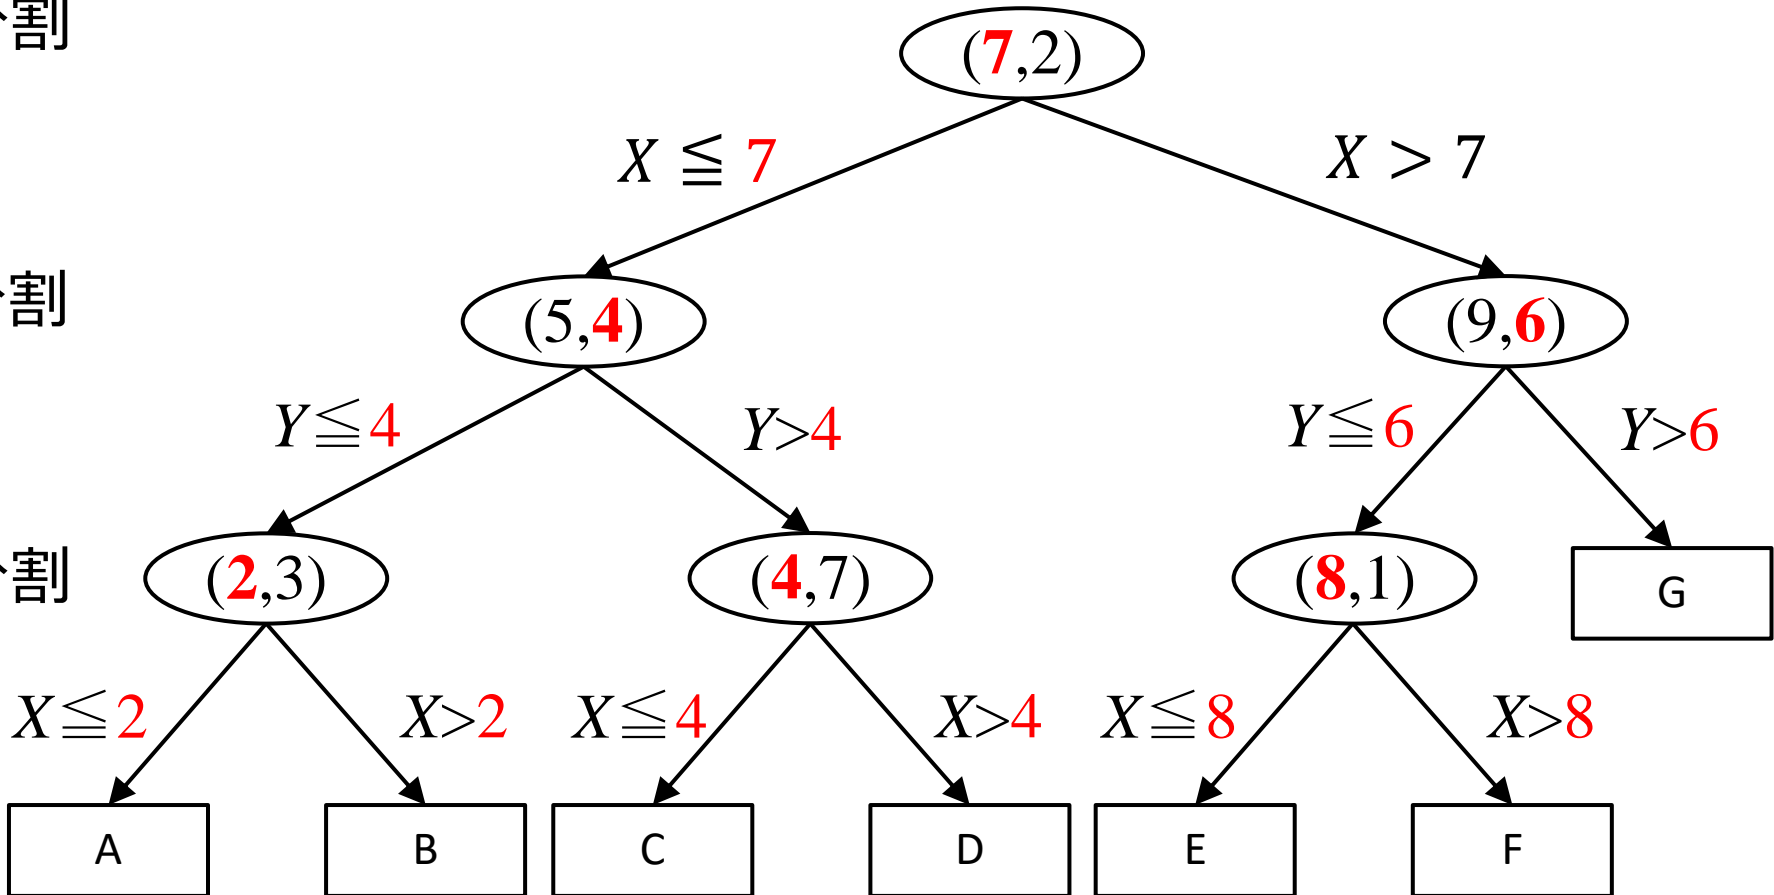 割
(7,2)
X ≦ 7
X > 7
割
(5,4)
(9,6)
Y≦4
Y>4
Y≦6
Y>6
割
(2,3)
(4,7)
(8,1)
G
X≦2
X>2
X≦4
X>4
X≦8
X>8
A
B
C
D
E
F